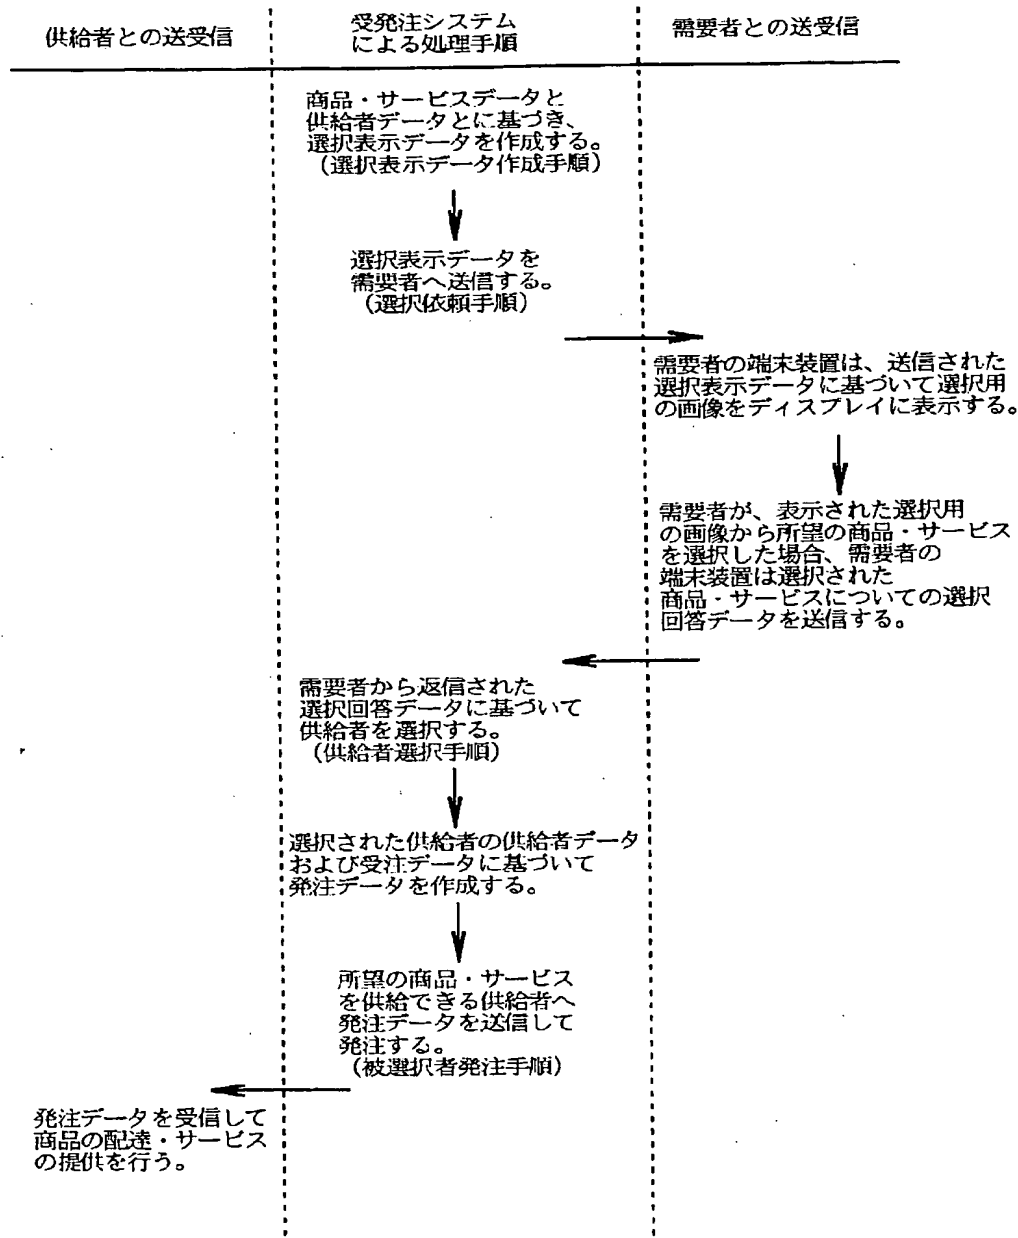 供給者との送受信
受発注システム
による処理手順
需要者との送受信
商品・サービスデータと
供給者データとに基づき、
選択表示データを作成する。
(選択表示データ作成手順)
選択表示データを
需要者へ送信する。
(選択依頼手順)
需要者の端末装置は、送信された
選択表示データに基づいて選択用
の画像をディスプレイに表示する。
需要者が、表示された選択用
の画像から所望の商品・サービス
を選択した場合、需要者の
端末装置は選択された
商品・サービスについての選択
回答データを送信する。
需要者から返信された
選択回答データに基づいて
供給者を選択する。
(供給者選択手順)
選択された供給者の供給者データ
および受注データに基づいて
発注データを作成する。
所望の商品・サービス
を供給できる供給者へ
発注データを送信して
発注する。
(被選択者発注手順)
発注データを受信して
商品の配達・サービス
の提供を行う。